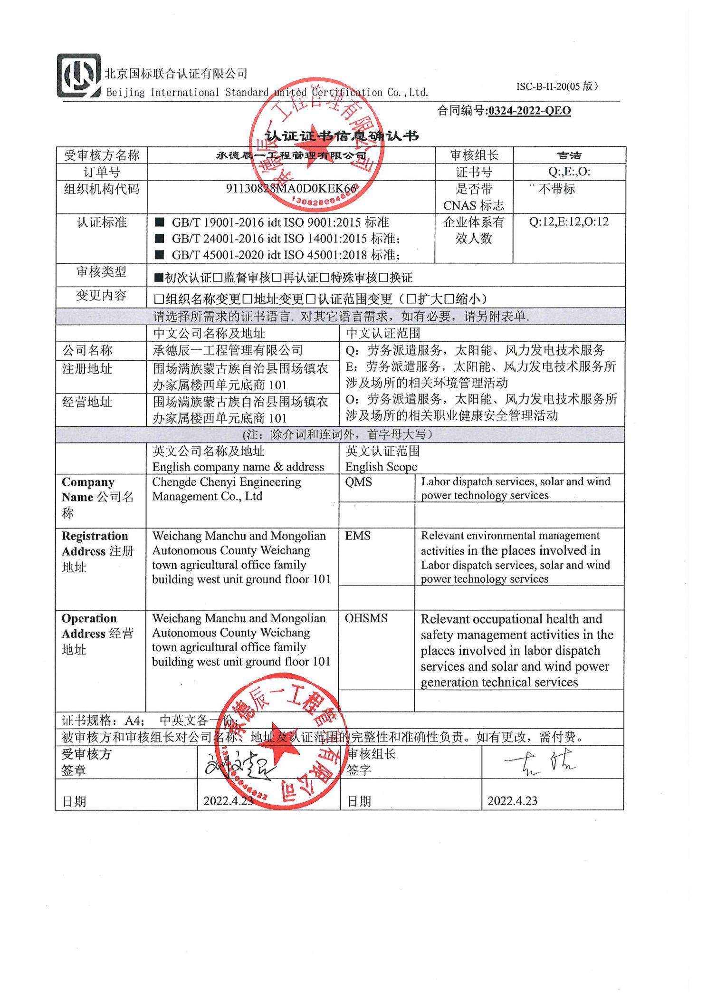 北京国标联合认证有限公司
Beijing International Standard united Certification Co.,Ltd.
ISC-B-II-20(05 版)
合同编号:0324-2022-QEO
认证证书信息确认书
受审核方名称 承德辰一工程管理有限公司 审核组长 吉洁
订单号 证书号 Q:,E:,O:
组织机构代码 91130828MA0D0KEK66 是否带 ¨ 不带标
CNAS 标志
认证标准 ■ GB/T 19001-2016 idt ISO 9001:2015 标准 企业体系有 Q:12,E:12,O:12
■ GB/T 24001-2016 idt ISO 14001:2015 标准; 效人数
■ GB/T 45001-2020 idt ISO 45001:2018 标准;
审核类型 ■初次认证□监督审核□再认证□特殊审核□换证
变更内容 □组织名称变更□地址变更□认证范围变更（□扩大□缩小）
请选择所需求的证书语言. 对其它语言需求，如有必要，请另附表单.
中文公司名称及地址 中文认证范围
公司名称 承德辰一工程管理有限公司 Q：劳务派遣服务，太阳能、风力发电技术服务
注册地址 围场满族蒙古族自治县围场镇农 E：劳务派遣服务，太阳能、风力发电技术服务所
办家属楼西单元底商 101 涉及场所的相关环境管理活动
经营地址 围场满族蒙古族自治县围场镇农 O：劳务派遣服务，太阳能、风力发电技术服务所
办家属楼西单元底商 101 涉及场所的相关职业健康安全管理活动
(注：除介词和连词外，首字母大写）
英文公司名称及地址 英文认证范围
English company name & address English Scope
Company Chengde Chenyi Engineering QMS Labor dispatch services, solar and wind
Name 公司名 Management Co., Ltd power technology services
称
Registration Weichang Manchu and Mongolian EMS Relevant environmental management
Address 注册 Autonomous County Weichang activities in the places involved in
地址 town agricultural office family Labor dispatch services, solar and wind
building west unit ground floor 101 power technology services
Operation Weichang Manchu and Mongolian OHSMS Relevant occupational health and
Address 经营 Autonomous County Weichang safety management activities in the
地址 town agricultural office family places involved in labor dispatch
building west unit ground floor 101 services and solar and wind power
generation technical services
证书规格：A4； 中英文各一份;
被审核方和审核组长对公司名称、地址及认证范围的完整性和准确性负责。如有更改，需付费。
受审核方 审核组长
签章 签字
吉洁
日期 2022.4.23 日期 2022.4.23
承德辰一工程管理有限公司
1308280046822
承德辰一工程管理有限公司
1308280046822